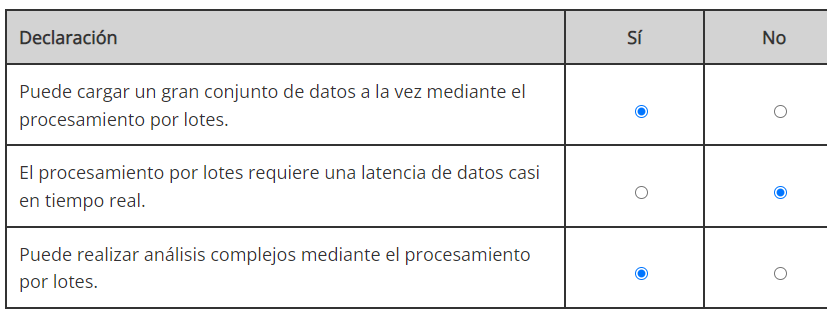 Declaración Sí No
Puede cargar un gran conjunto de datos a la vez mediante el
procesamiento por lotes.
El procesamiento por lotes requiere una latencia de datos casi
en tiempo real.
Puede realizar análisis complejos mediante el procesamiento
por lotes.